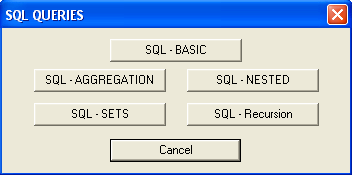 SQL QUERIES
SQL - BASIC
SQL - AGGREGATION SQL - NESTED
SQL - SETS SQL - Recursion
Cancel